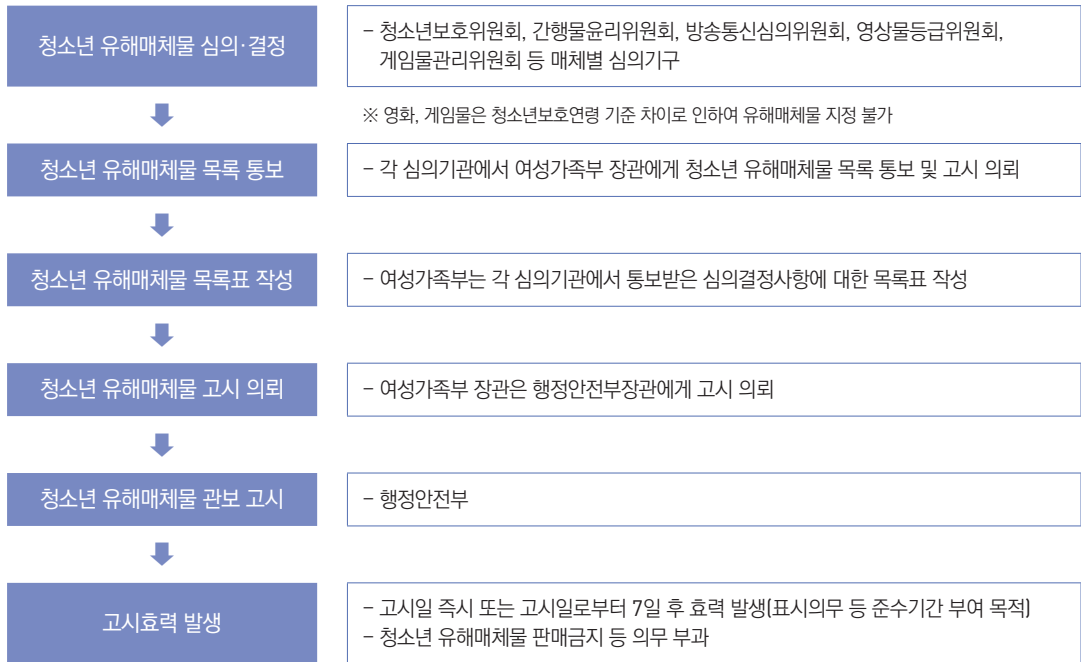 청소년 유해매체물 심의·결정
– 청소년보호위원회, 간행물윤리위원회, 방송통신심의위원회, 영상물등급위원회,
게임물관리위원회 등 매체별 심의기구
※ 영화, 게임물은 청소년보호연령 기준 차이로 인하여 유해매체물 지정 불가
청소년 유해매체물 목록 통보
– 각 심의기관에서 여성가족부 장관에게 청소년 유해매체물 목록 통보 및 고시 의뢰
청소년 유해매체물 목록표 작성
– 여성가족부는 각 심의기관에서 통보받은 심의결정사항에 대한 목록표 작성
청소년 유해매체물 고시 의뢰
– 여성가족부 장관은 행정안전부장관에게 고시 의뢰
청소년 유해매체물 관보 고시
– 행정안전부
고시효력 발생
– 고시일 즉시 또는 고시일로부터 7일 후 효력 발생(표시의무 등 준수기간 부여 목적)
– 청소년 유해매체물 판매금지 등 의무 부과